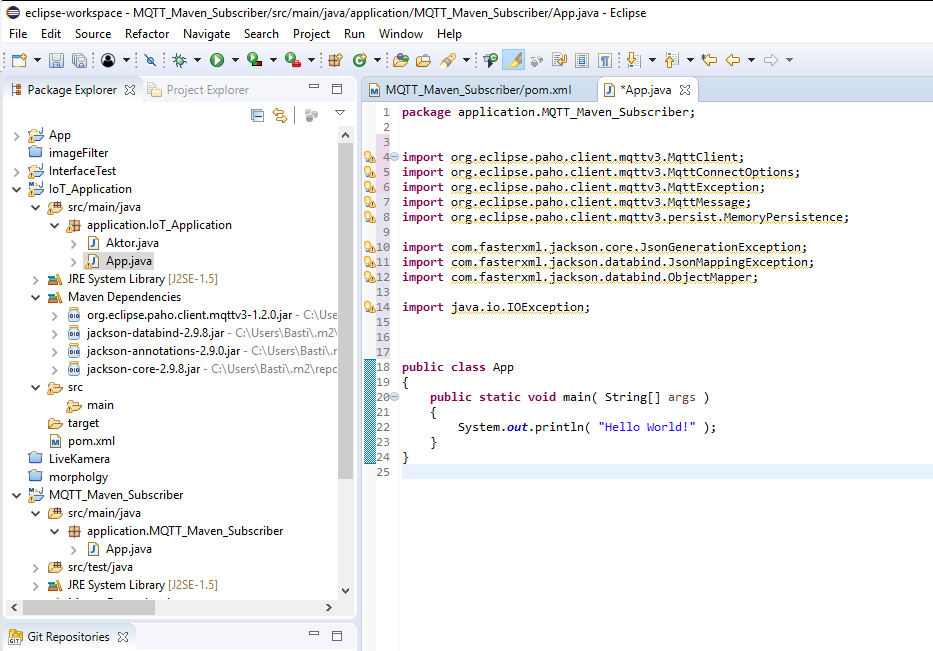 eclipse-workspace - MQTT_Maven_Subscriber/src/main/java/application/MQTT_Maven_Subscriber/App.java - Eclipse
File Edit Source Refactor Navigate Search Project Run Window Help
Package Explorer Project Explorer
App
imageFilter
InterfaceTest
IoT_Application
src/main/java
application.IoT_Application
Aktor.java
App.java
JRE System Library [J2SE-1.5]
Maven Dependencies
org.eclipse.paho.client.mqttv3-1.2.0.jar - C:\Use
jackson-databind-2.9.8.jar - C:\Users\Basti\.m2\
jackson-annotations-2.9.0.jar - C:\Users\Basti\.r
jackson-core-2.9.8.jar - C:\Users\Basti\.m2\repo
src
main
target
pom.xml
LiveKamera
morpholgy
MQTT_Maven_Subscriber
src/main/java
application.MQTT_Maven_Subscriber
App.java
src/test/java
JRE System Library [J2SE-1.5]
Git Repositories
MQTT_Maven_Subscriber/pom.xml *App.java
1 package application.MQTT_Maven_Subscriber;
2
3
4 import org.eclipse.paho.client.mqttv3.MqttClient;
5 import org.eclipse.paho.client.mqttv3.MqttConnectOptions;
6 import org.eclipse.paho.client.mqttv3.MqttException;
7 import org.eclipse.paho.client.mqttv3.MqttMessage;
8 import org.eclipse.paho.client.mqttv3.persist.MemoryPersistence;
9
10 import com.fasterxml.jackson.core.JsonGenerationException;
11 import com.fasterxml.jackson.databind.JsonMappingException;
12 import com.fasterxml.jackson.databind.ObjectMapper;
13
14 import java.io.IOException;
15
16
17
18 public class App
19 {
20 public static void main( String[] args )
21 {
22 System.out.println( "Hello World!" );
23 }
24 }
25